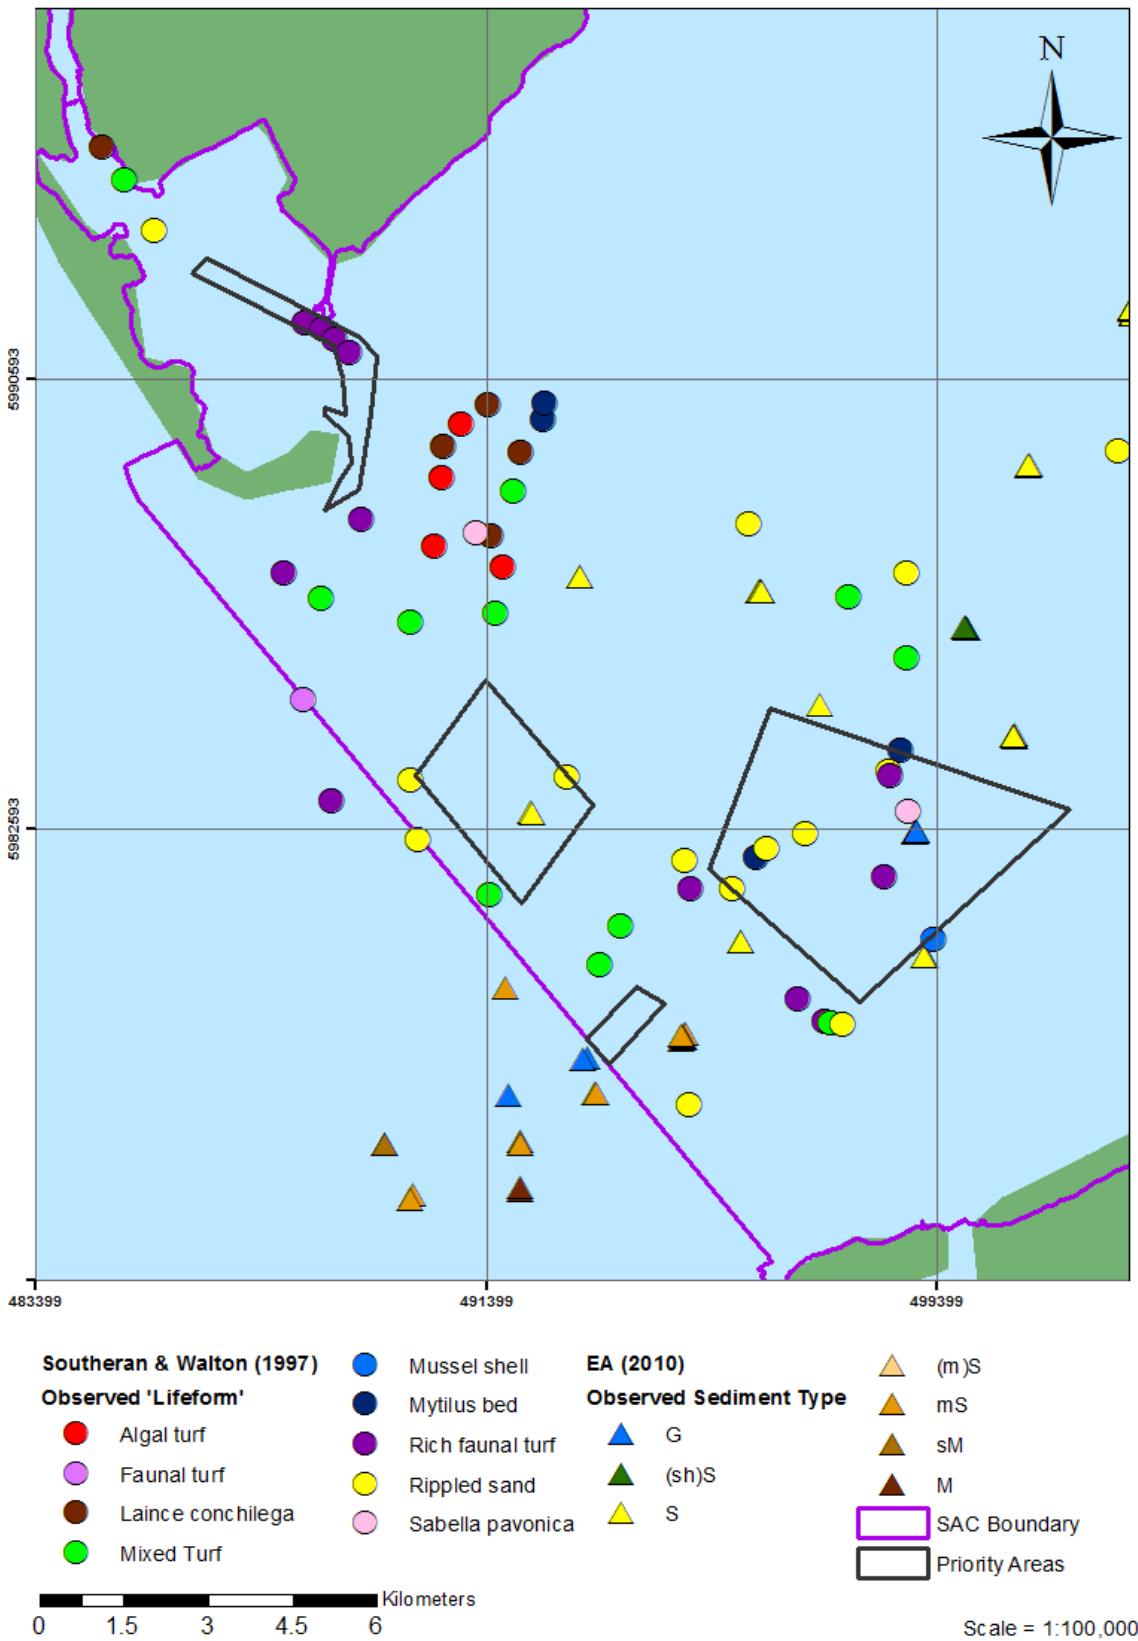 N
5990593
5982593
483399
491399
499399
Southeran & Walton (1997)
Observed 'Lifeform'
Algal turf
Faunal turf
Laince conchilega
Mixed Turf
Mussel shell
Mytilus bed
Rich faunal turf
Rippled sand
Sabella pavonica
EA (2010)
Observed Sediment Type
G
(sh)S
S
(m)S
mS
sM
M
SAC Boundary
Priority Areas
Kilometers
0 1.5 3 4.5 6
Scale = 1:100,000